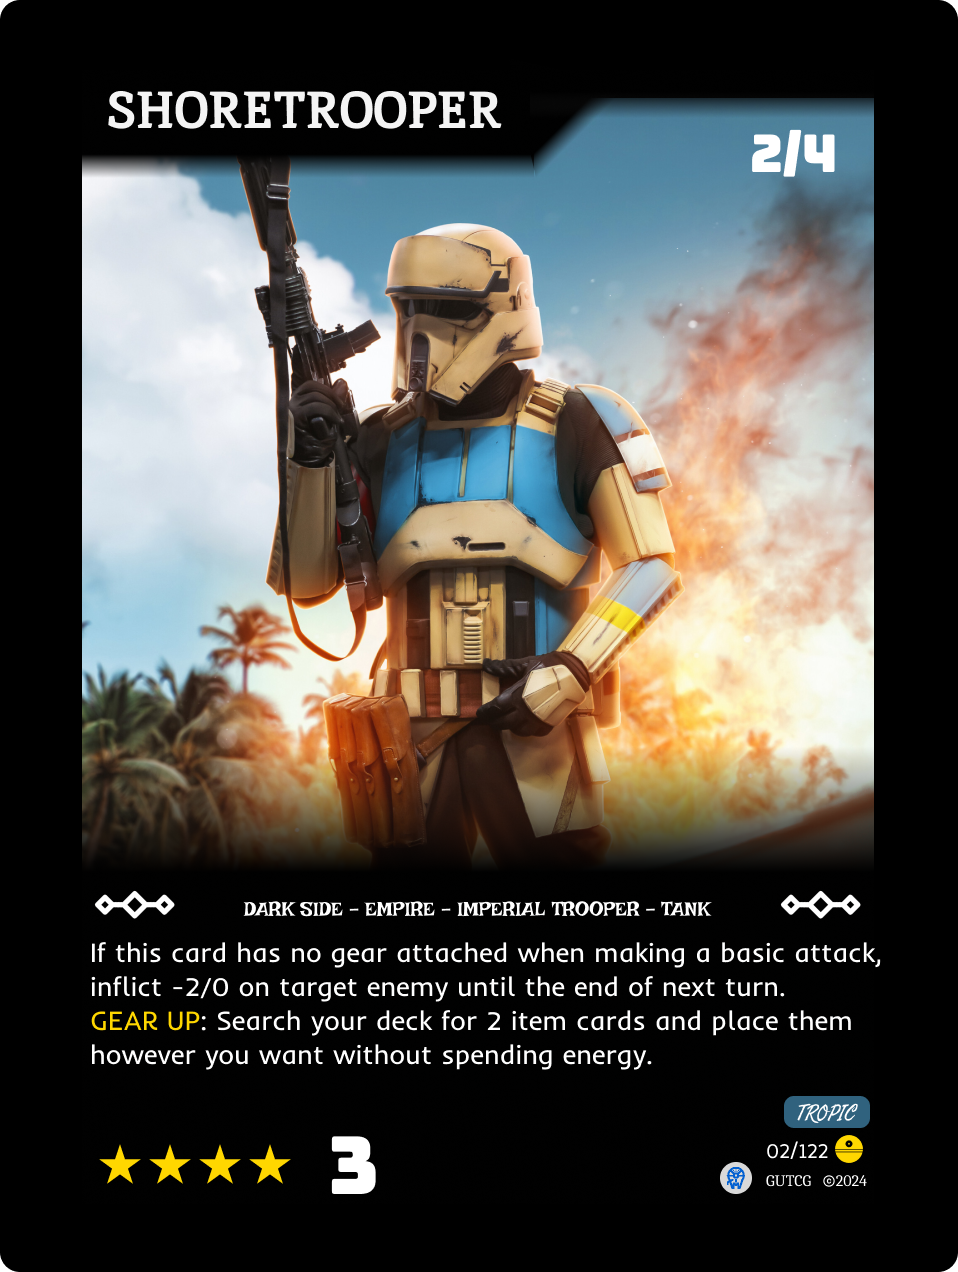 SHORETROOPER
2/4
DARK SIDE - EMPIRE - IMPERIAL TROOPER - TANK
If this card has no gear attached when making a basic attack,
inflict -2/0 on target enemy until the end of next turn.
GEAR UP: Search your deck for 2 item cards and place them
however you want without spending energy.
TROPIC
3
02/122
GUTCG ©2024